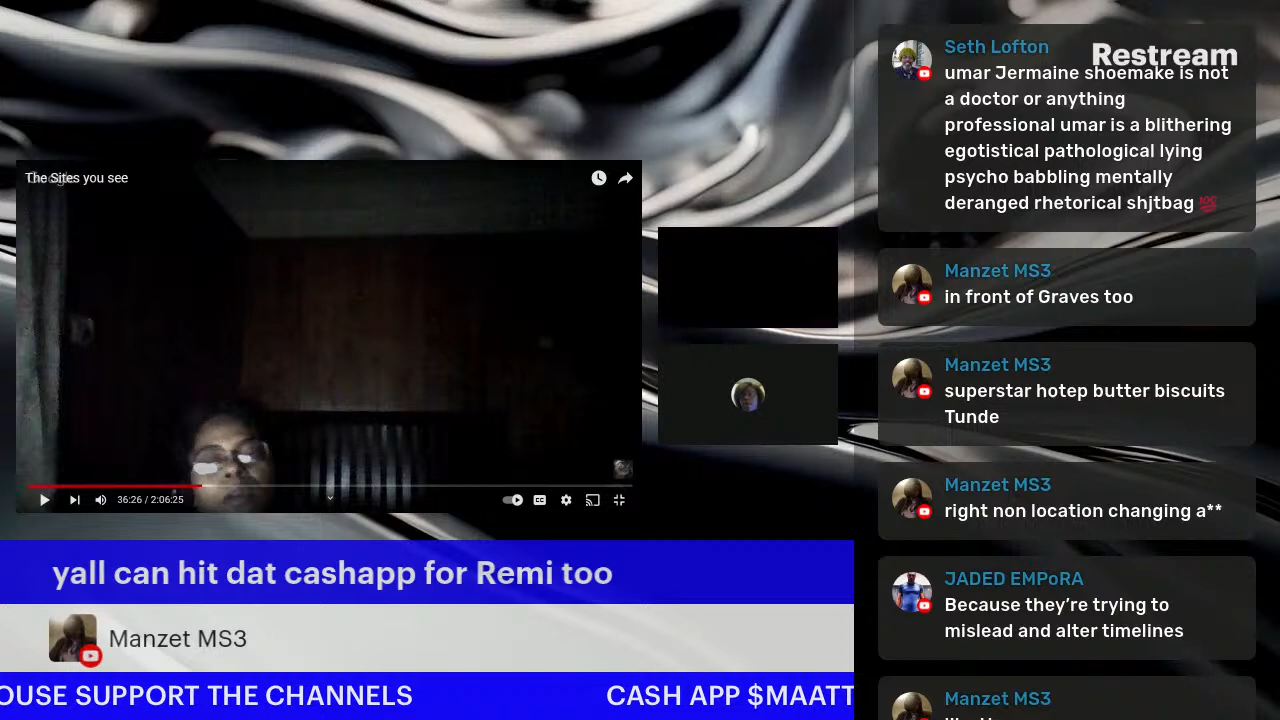 The Sites you see
36:26 / 2:06:25
CC
yall can hit dat cashapp for Remi too
Manzet MS3
OUSE SUPPORT THE CHANNELS
CASH APP $MAATT
Restream
Seth Lofton
umar Jermaine shoemake is not
a doctor or anything
professional umar is a blithering
egotistical pathological lying
psycho babbling mentally
deranged rhetorical shjtbag 💯
Manzet MS3
in front of Graves too
Manzet MS3
superstar hotep butter biscuits
Tunde
Manzet MS3
right non location changing a**
JADED EMPoRA
Because they’re trying to
mislead and alter timelines
Manzet MS3